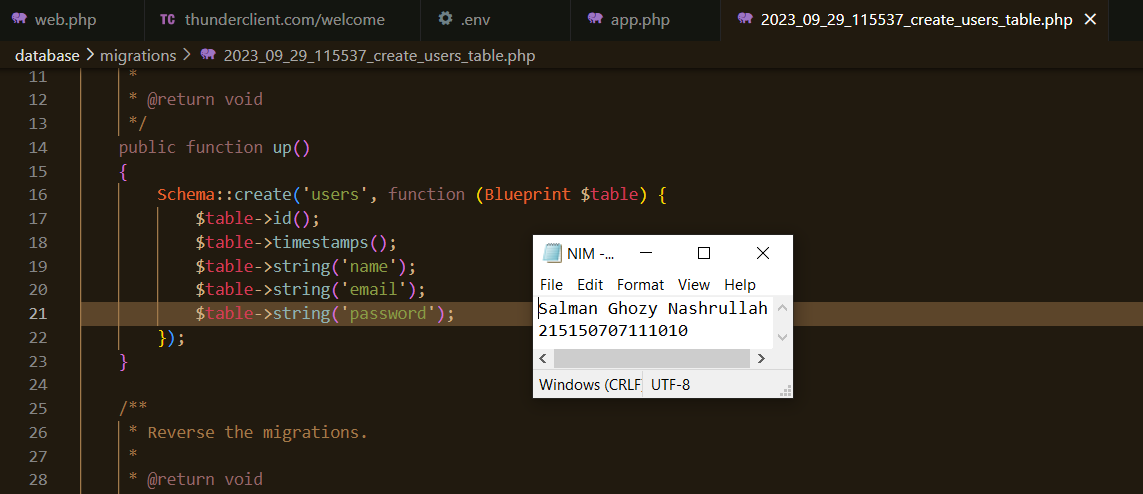 web.php TC thunderclient.com/welcome .env app.php 2023_09_29_115537_create_users_table.php
database > migrations > 2023_09_29_115537_create_users_table.php
11 *
12 * @return void
13 */
14 public function up()
15 {
16 Schema::create('users', function (Blueprint $table) {
17 $table->id();
18 $table->timestamps();
19 $table->string('name');
20 $table->string('email');
21 $table->string('password');
22 });
23 }
24
25 /**
26 * Reverse the migrations.
27 *
28 * @return void
NIM -...
File Edit Format View Help
Salman Ghozy Nashrullah
215150707111010
Windows (CRLF UTF-8